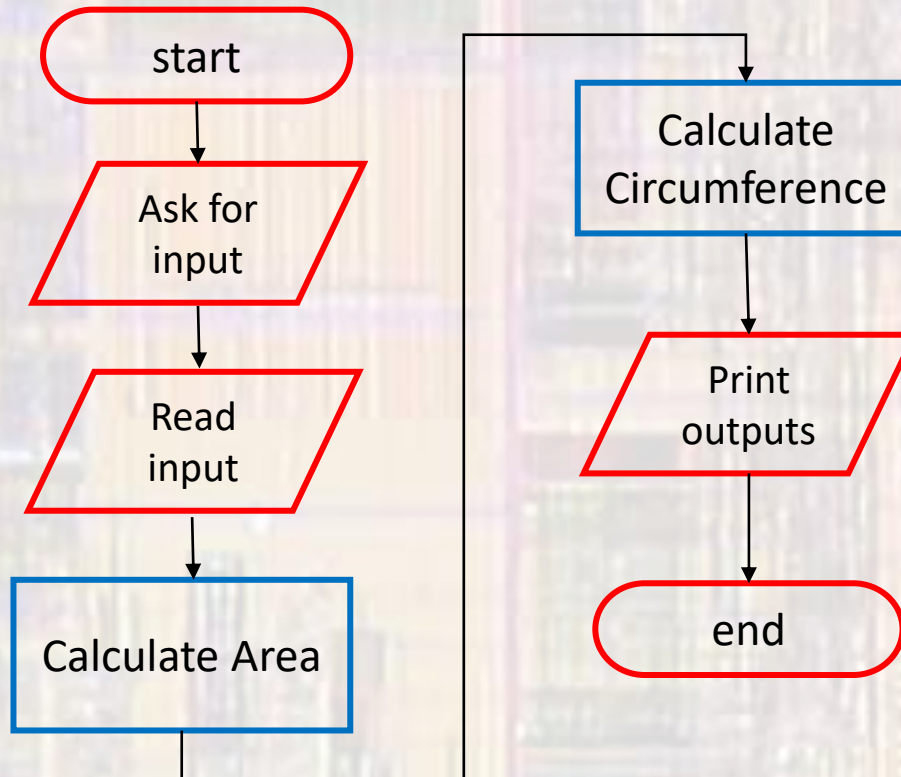 start
Ask for
input
Read
input
Calculate Area
Calculate
Circumference
Print
outputs
end